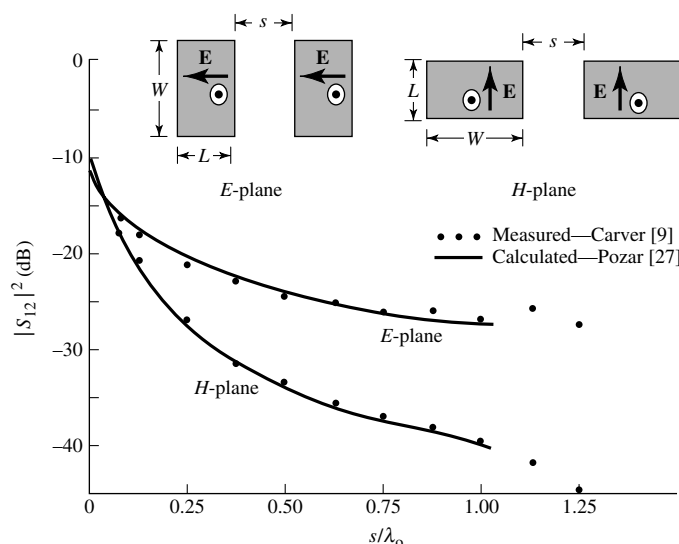 s
s
E
E
W
L
L
W
E
E
E-plane
H-plane
Measured—Carver [9]
Calculated—Pozar [27]
|S12|² (dB)
0
−10
−20
−30
−40
E-plane
H-plane
0
0.25
0.50
0.75
1.00
1.25
s/λo